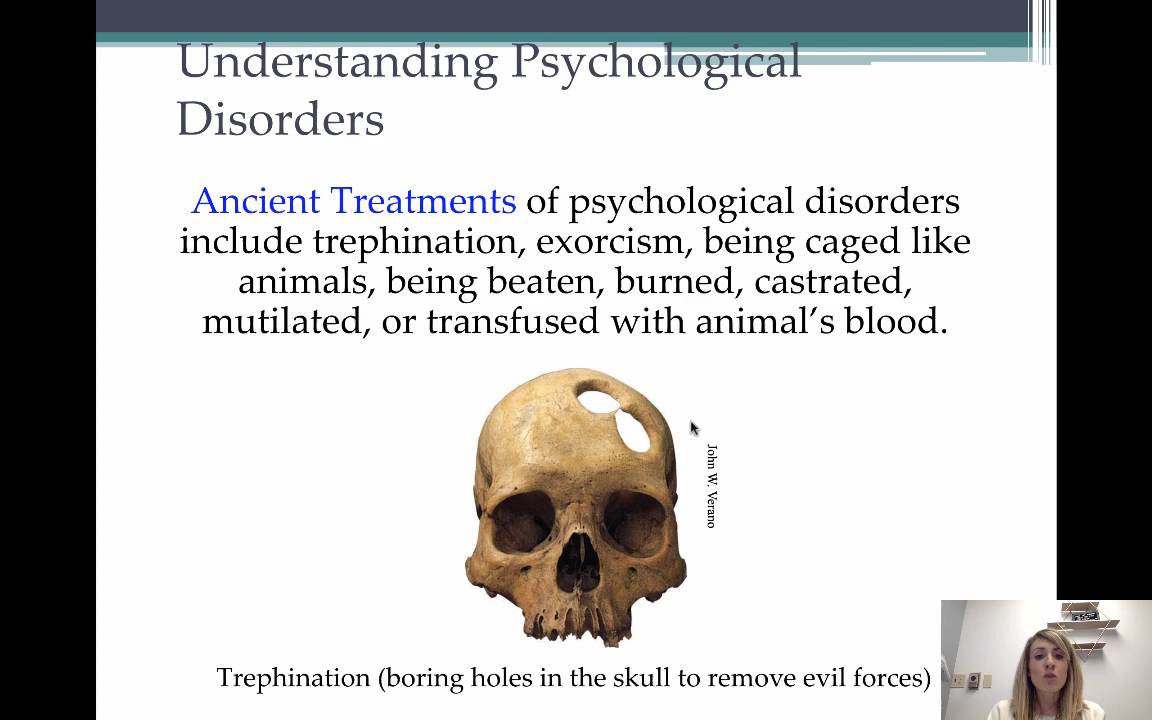 Understanding Psychological
Disorders
Ancient Treatments of psychological disorders
include trephination, exorcism, being caged like
animals, being beaten, burned, castrated,
mutilated, or transfused with animal’s blood.
John W. Verano
Trephination (boring holes in the skull to remove evil forces)